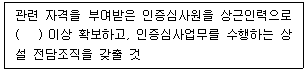 관련 자격을 부여받은 인증심사원을 상근인력으로
(   )이상 확보하고, 인증심사업무를 수행하는 상
설 전담조직을 갖출 것